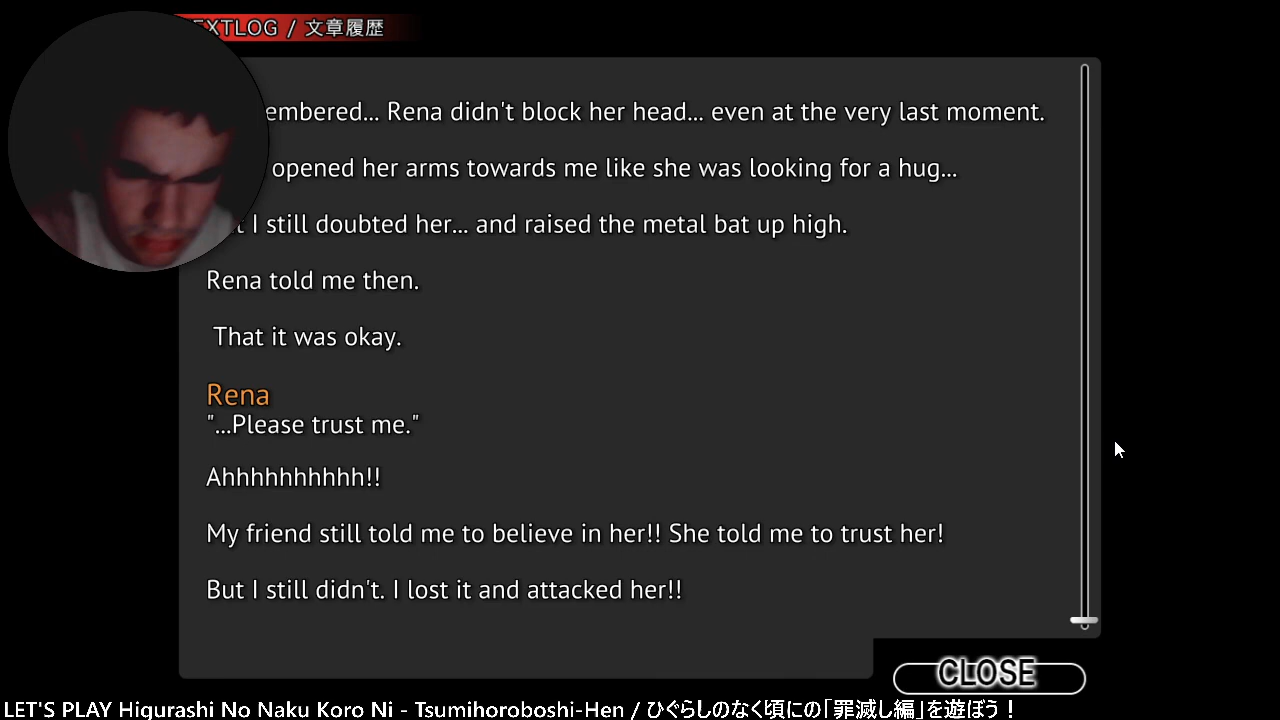 EXTLOG / 文章履歴
embered... Rena didn't block her head... even at the very last moment.
opened her arms towards me like she was looking for a hug...
I still doubted her... and raised the metal bat up high.
Rena told me then.
That it was okay.
Rena
"...Please trust me."
Ahhhhhhhhhh!!
My friend still told me to believe in her!! She told me to trust her!
But I still didn't. I lost it and attacked her!!
CLOSE
LET'S PLAY Higurashi No Naku Koro Ni - Tsumihoroboshi-Hen / ひぐらしのなく頃にの「罪滅し編」を遊ぼう！